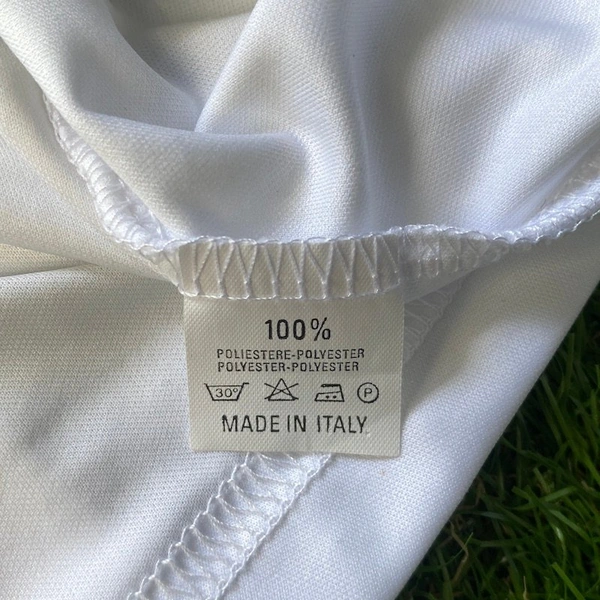 100%
POLIESTERE-POLYESTER
POLYESTER-POLYESTER
30° P
MADE IN ITALY